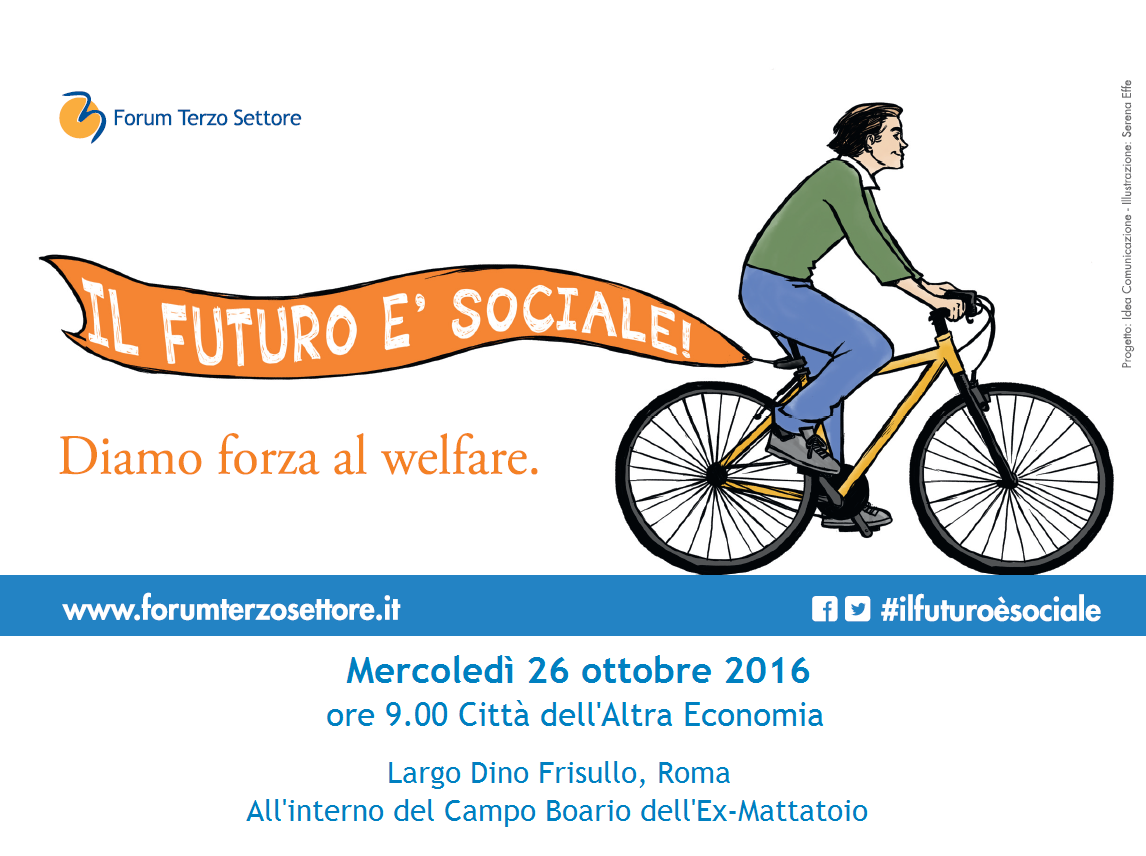 Forum Terzo Settore
IL FUTURO E' SOCIALE!
Diamo forza al welfare.
www.forumterzosettore.it
#ilfuturoèsociale
Mercoledì 26 ottobre 2016
ore 9.00 Città dell'Altra Economia
Largo Dino Frisullo, Roma
All'interno del Campo Boario dell'Ex-Mattatoio
Progetto: Idea Comunicazione - Illustrazione: Serena Effe